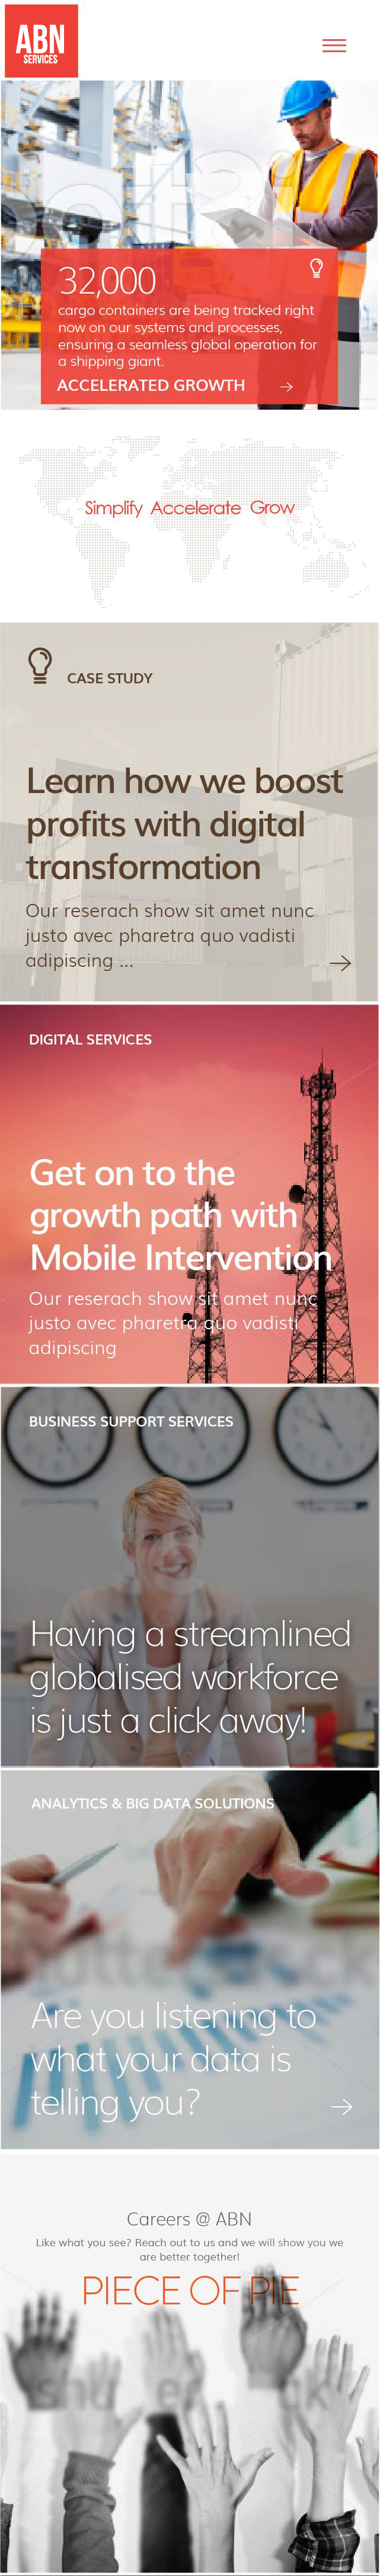 ABN
SERVICES
32,000
cargo containers are being tracked right
now on our systems and processes,
ensuring a seamless global operation for
a shipping giant.
ACCELERATED GROWTH
Simplify Accelerate Grow
CASE STUDY
Learn how we boost
profits with digital
transformation
Our reserach show sit amet nunc
justo avec pharetra quo vadisti
adipiscing ...
DIGITAL SERVICES
Get on to the
growth path with
Mobile Intervention
Our reserach show sit amet nunc
justo avec pharetra quo vadisti
adipiscing
BUSINESS SUPPORT SERVICES
Having a streamlined
globalised workforce
is just a click away!
ANALYTICS & BIG DATA SOLUTIONS
Are you listening to
what your data is
telling you?
Careers @ ABN
Like what you see? Reach out to us and we will show you we
are better together!
PIECE OF PIE